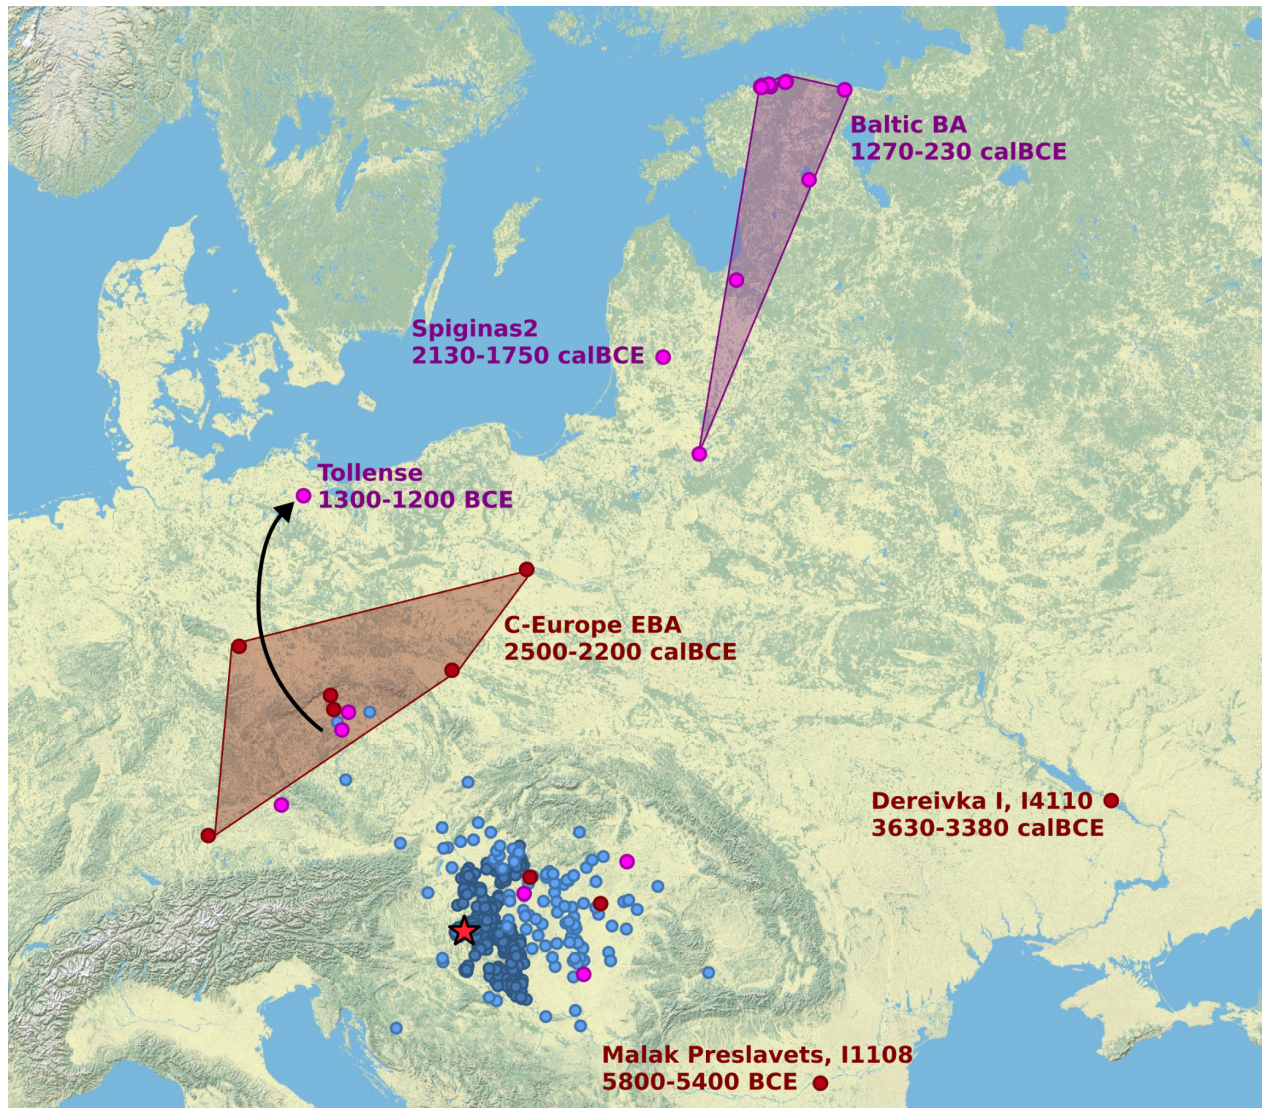 Baltic BA
1270-230 calBCE
Spiginas2
2130-1750 calBCE
Tollense
1300-1200 BCE
C-Europe EBA
2500-2200 calBCE
Dereivka I, I4110
3630-3380 calBCE
Malak Preslavets, I1108
5800-5400 BCE